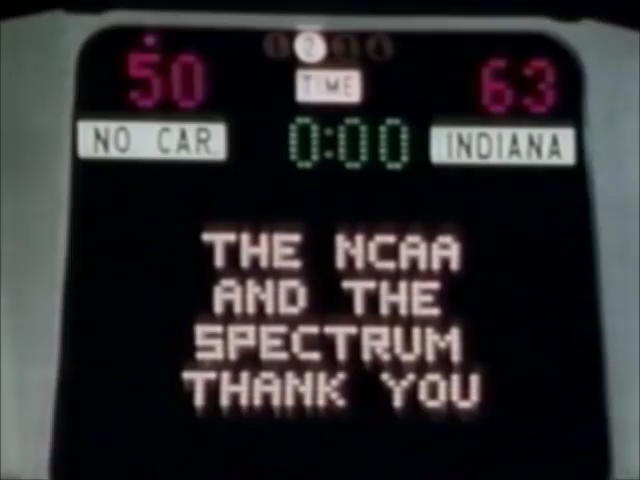 50 1 2 3 4 63
TIME
NO CAR. 0:00 INDIANA
THE NCAA
AND THE
SPECTRUM
THANK YOU